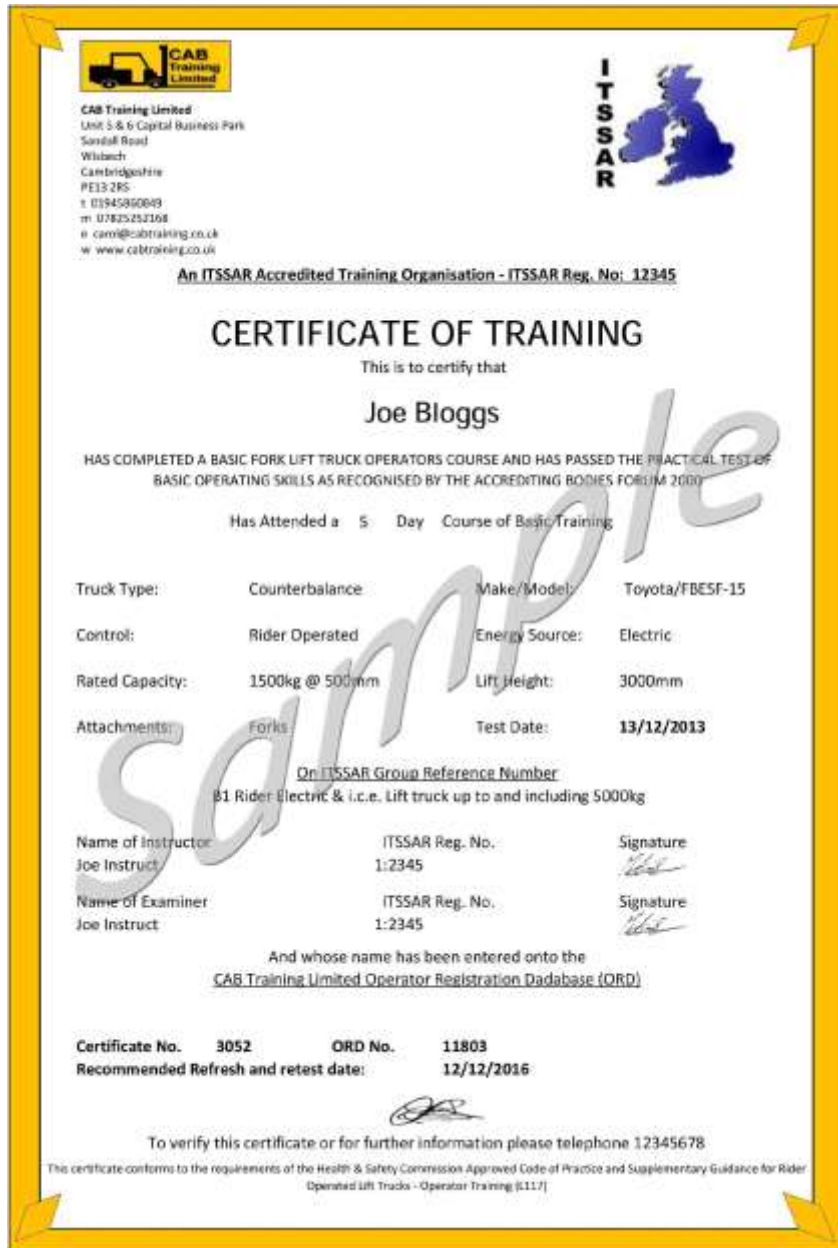 CAB
Training
Limited
ITSSAR
CAB Training Limited
Unit 5 & 6 Capital Business Park
Sandall Road
Wisbech
Cambridgeshire
PE13 2RS
t 01945860849
m 07825252168
e carol@cabtraining.co.uk
w www.cabtraining.co.uk
An ITSSAR Accredited Training Organisation - ITSSAR Reg. No: 12345
CERTIFICATE OF TRAINING
This is to certify that
Joe Bloggs
HAS COMPLETED A BASIC FORK LIFT TRUCK OPERATORS COURSE AND HAS PASSED THE PRACTICAL TEST OF
BASIC OPERATING SKILLS AS RECOGNISED BY THE ACCREDITING BODIES FORUM 2000
Has Attended a 5 Day Course of Basic Training
Truck Type: Counterbalance Make/Model: Toyota/FBESF-15
Control: Rider Operated Energy Source: Electric
Rated Capacity: 1500kg @ 500mm Lift Height: 3000mm
Attachments: Forks Test Date: 13/12/2013
On ITSSAR Group Reference Number
B1 Rider Electric & i.c.e. Lift truck up to and including 5000kg
Name of Instructor ITSSAR Reg. No. Signature
Joe Instruct 1:2345
Name of Examiner ITSSAR Reg. No. Signature
Joe Instruct 1:2345
And whose name has been entered onto the
CAB Training Limited Operator Registration Dadabase (ORD)
Certificate No. 3052 ORD No. 11803
Recommended Refresh and retest date: 12/12/2016
To verify this certificate or for further information please telephone 12345678
This certificate conforms to the requirements of the Health & Safety Commission Approved Code of Practice and Supplementary Guidance for Rider
Operated Lift Trucks - Operator Training (L117)
Sample